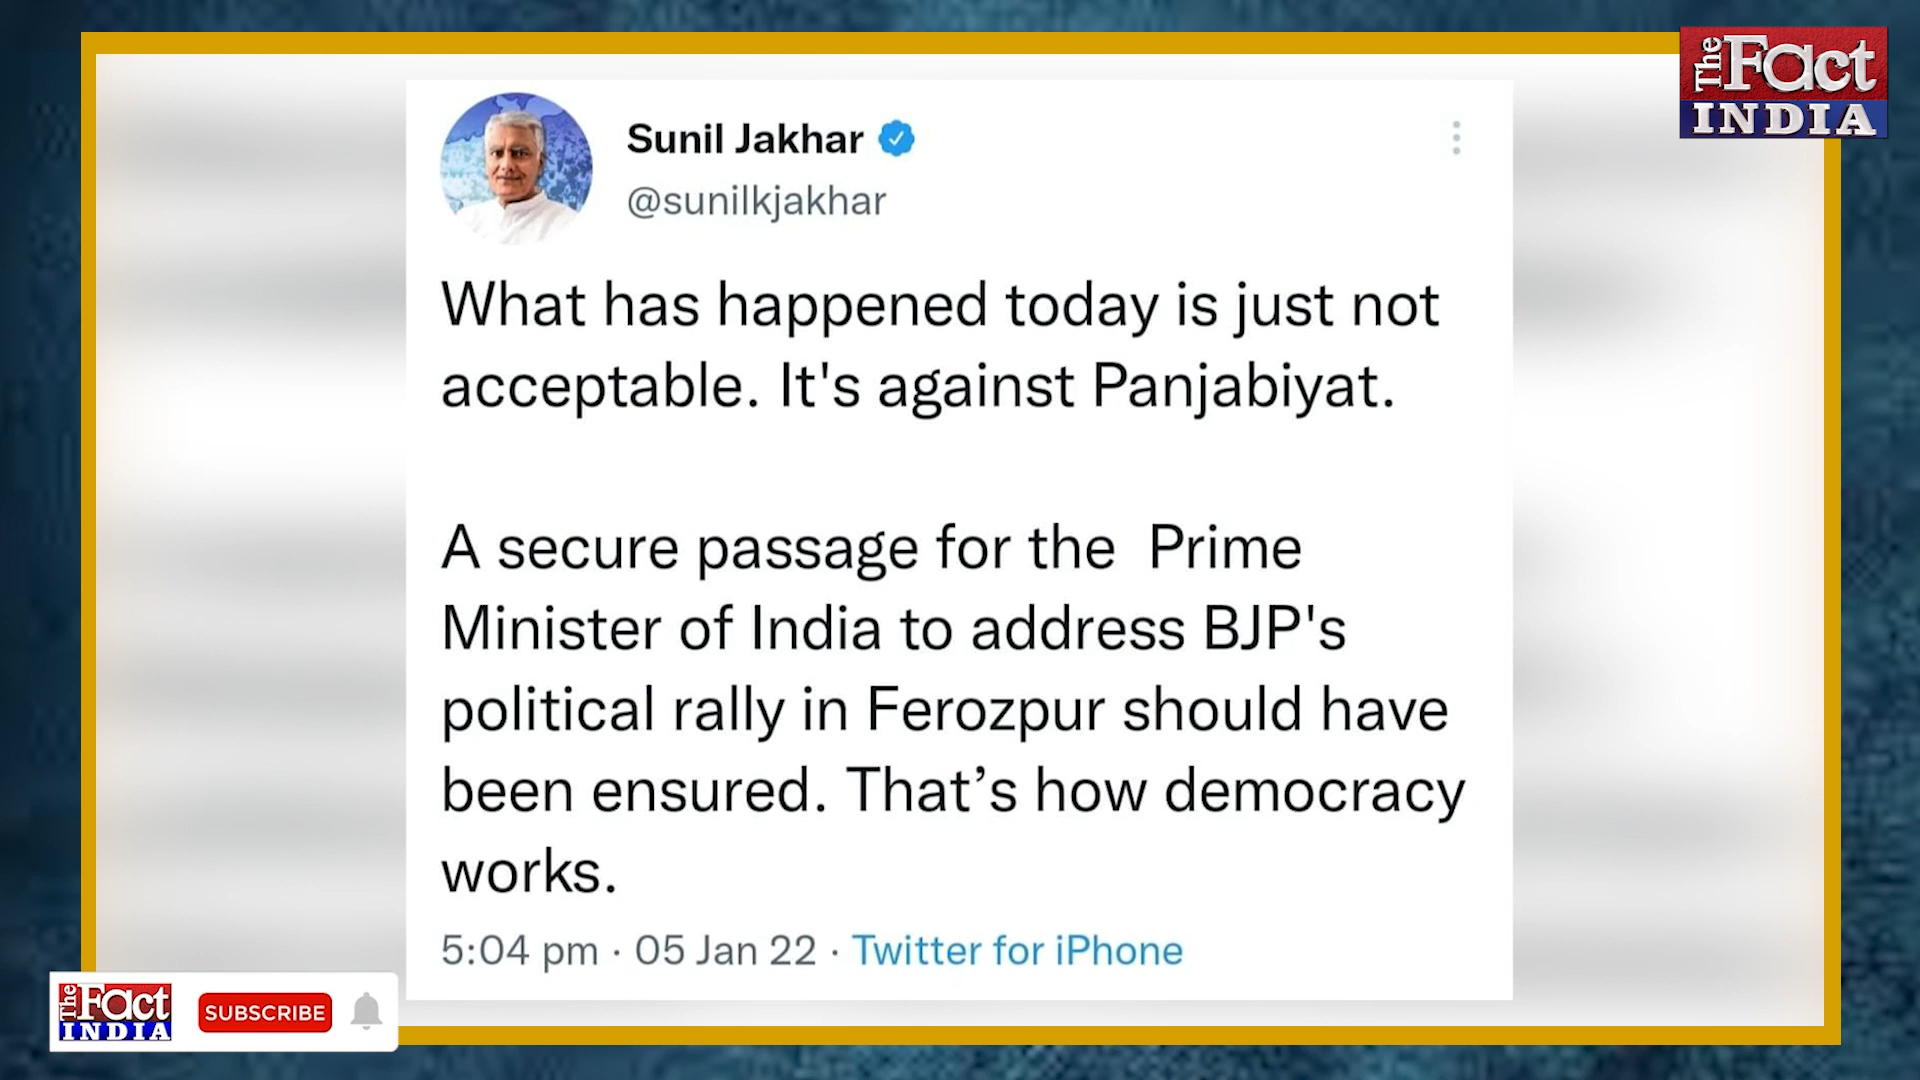 The Fact
INDIA
Sunil Jakhar
@sunilkjakhar
What has happened today is just not
acceptable. It's against Panjabiyat.
A secure passage for the  Prime
Minister of India to address BJP's
political rally in Ferozpur should have
been ensured. That’s how democracy
works.
5:04 pm · 05 Jan 22 · Twitter for iPhone
The Fact
INDIA
SUBSCRIBE